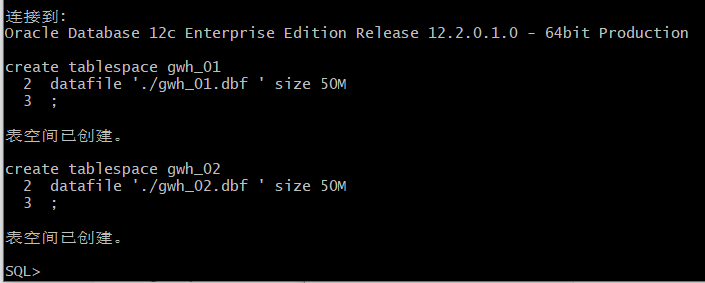 连接到:
Oracle Database 12c Enterprise Edition Release 12.2.0.1.0 - 64bit Production
create tablespace gwh_01
2 datafile './gwh_01.dbf ' size 50M
3 ;
表空间已创建。
create tablespace gwh_02
2 datafile './gwh_02.dbf ' size 50M
3 ;
表空间已创建。
SQL>